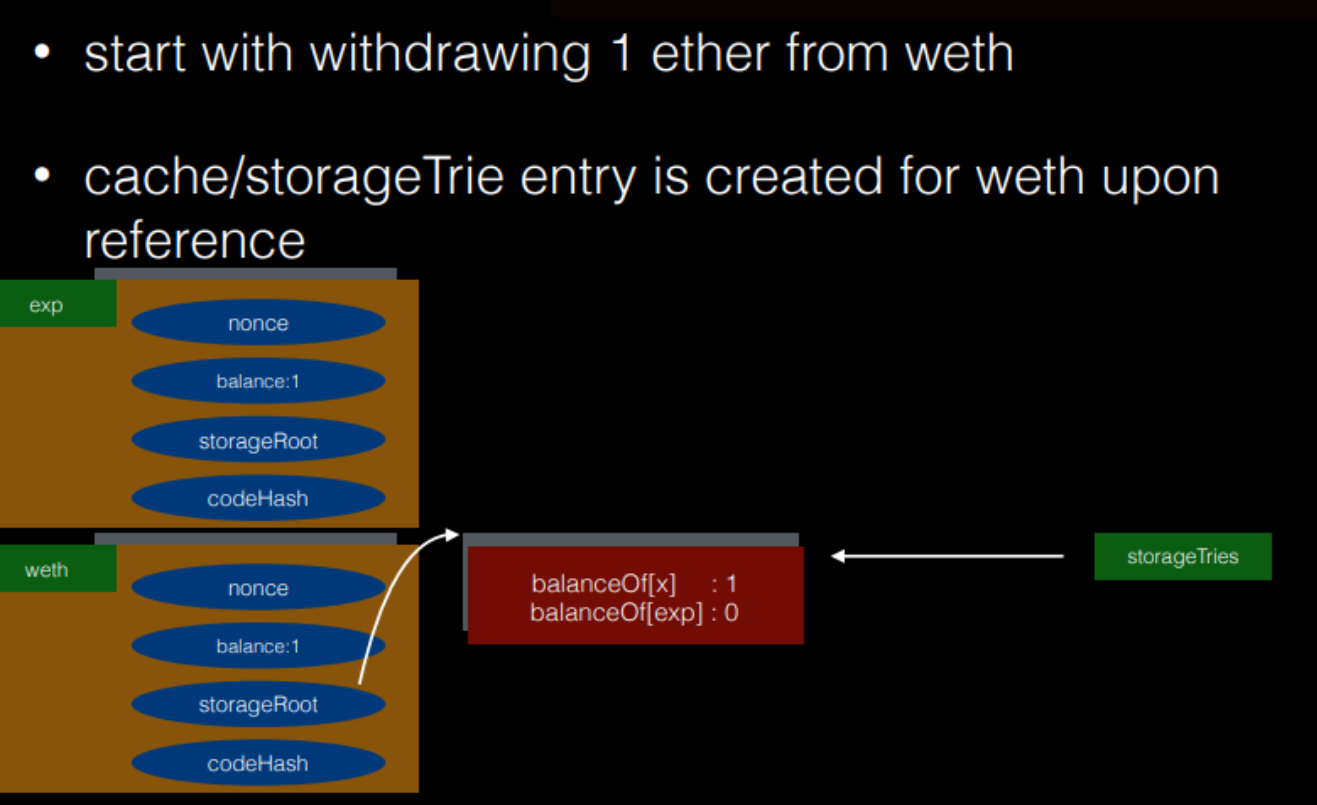 • start with withdrawing 1 ether from weth
• cache/storageTrie entry is created for weth upon
reference
exp
nonce
balance:1
storageRoot
codeHash
weth
nonce
balance:1
storageRoot
codeHash
balanceOf[x] : 1
balanceOf[exp] : 0
storageTries